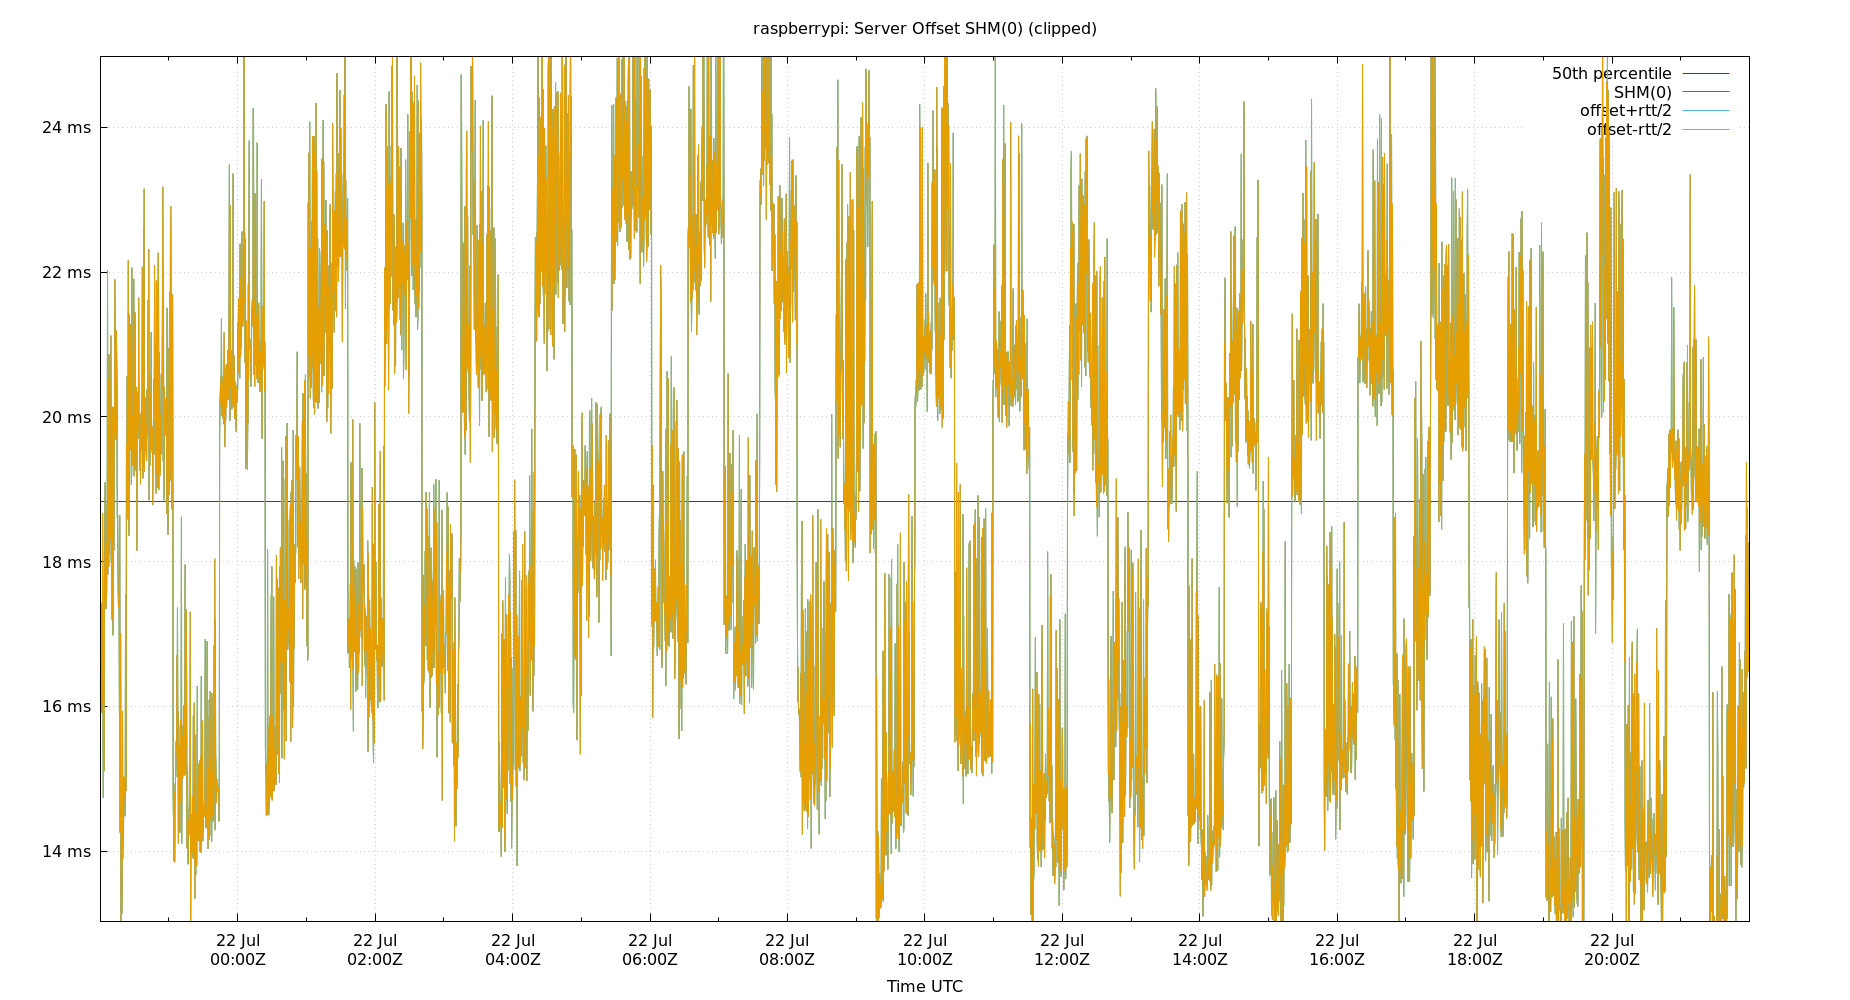 raspberrypi: Server Offset SHM(0) (clipped)
50th percentile
SHM(0)
offset+rtt/2
offset-rtt/2
24 ms
22 ms
20 ms
18 ms
16 ms
14 ms
22 Jul 22 Jul 22 Jul 22 Jul 22 Jul 22 Jul 22 Jul 22 Jul 22 Jul 22 Jul 22 Jul
00:00Z 02:00Z 04:00Z 06:00Z 08:00Z 10:00Z 12:00Z 14:00Z 16:00Z 18:00Z 20:00Z
Time UTC